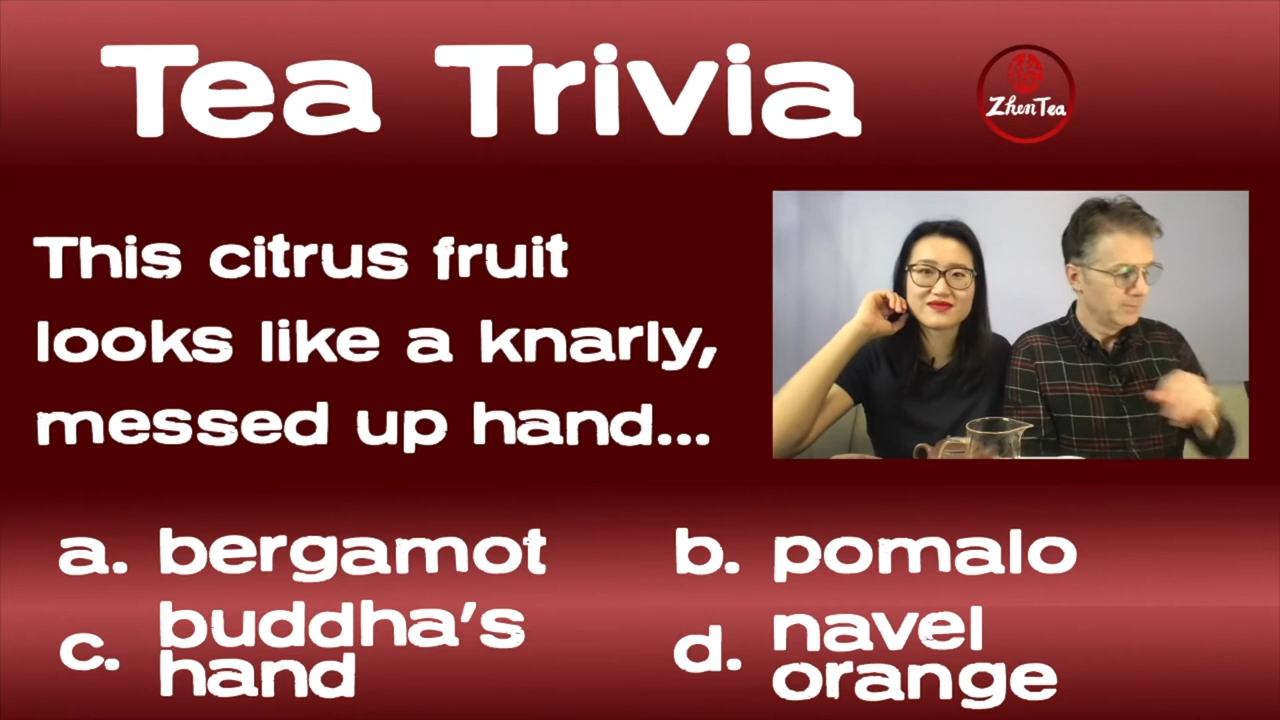 Tea Trivia
ZhenTea
This citrus fruit
looks like a knarly,
messed up hand...
a. bergamot
b. pomalo
c. buddha's
hand
d. navel
orange